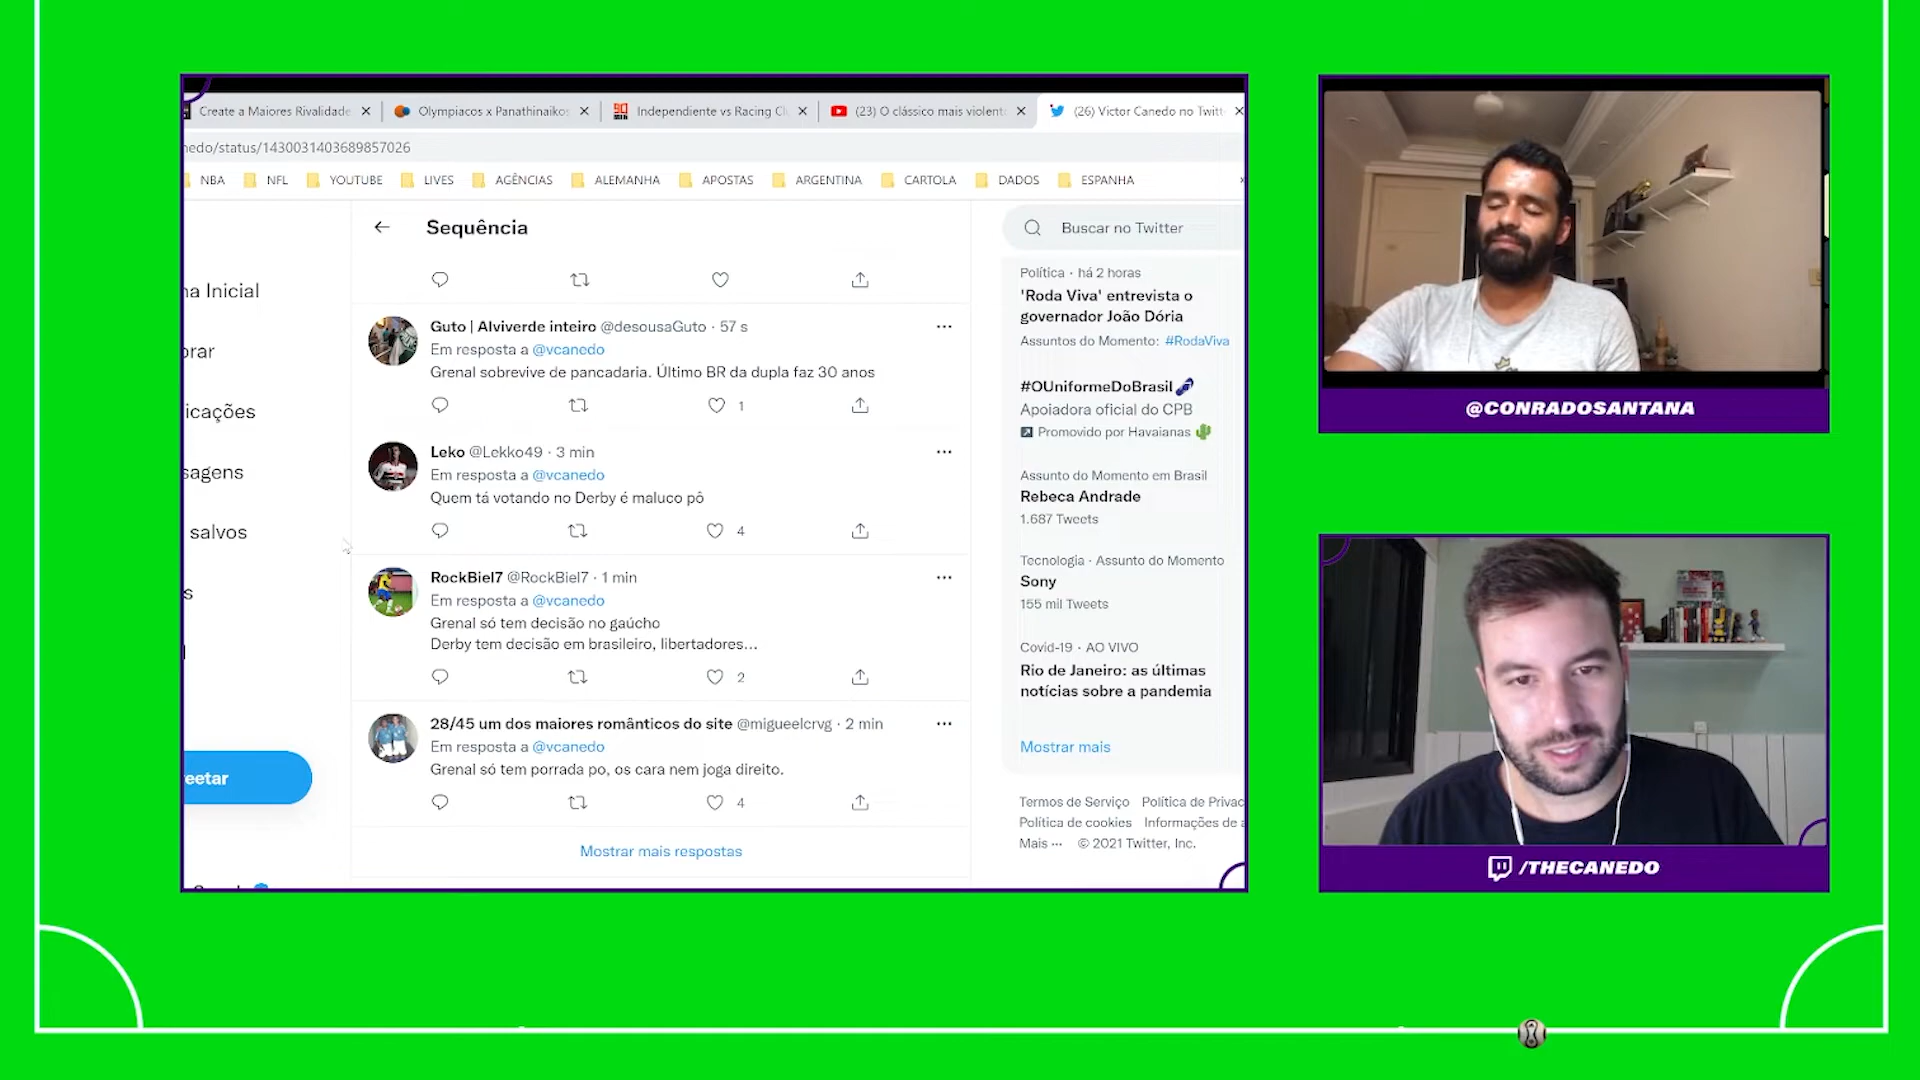 Create a Maiores Rivalidade
Olympiacos x Panathinaikos
Independiente vs Racing Cl
(23) O clássico mais violent
(26) Victor Canedo no Twitt
nedo/status/1430031403689857026
NBA
NFL
YOUTUBE
LIVES
AGÊNCIAS
ALEMANHA
APOSTAS
ARGENTINA
CARTOLA
DADOS
ESPANHA
na Inicial
orar
icações
sagens
salvos
s
eetar
Sequência
Guto | Alviverde inteiro @desousaGuto · 57 s
Em resposta a @vcanedo
Grenal sobrevive de pancadaria. Último BR da dupla faz 30 anos
1
Leko @Lekko49 · 3 min
Em resposta a @vcanedo
Quem tá votando no Derby é maluco pô
4
RockBiel7 @RockBiel7 · 1 min
Em resposta a @vcanedo
Grenal só tem decisão no gaúcho
Derby tem decisão em brasileiro, libertadores...
2
28/45 um dos maiores românticos do site @migueelcrvg · 2 min
Em resposta a @vcanedo
Grenal só tem porrada po, os cara nem joga direito.
4
Mostrar mais respostas
Buscar no Twitter
Política · há 2 horas
'Roda Viva' entrevista o
governador João Dória
Assuntos do Momento: #RodaViva
#OUniformeDoBrasil
Apoiadora oficial do CPB
Promovido por Havaianas
Assunto do Momento em Brasil
Rebeca Andrade
1.687 Tweets
Tecnologia · Assunto do Momento
Sony
155 mil Tweets
Covid-19 · AO VIVO
Rio de Janeiro: as últimas
notícias sobre a pandemia
Mostrar mais
Termos de Serviço Política de Privac
Política de cookies Informações de a
Mais ··· © 2021 Twitter, Inc.
@CONRADOSANTANA
/THECANEDO